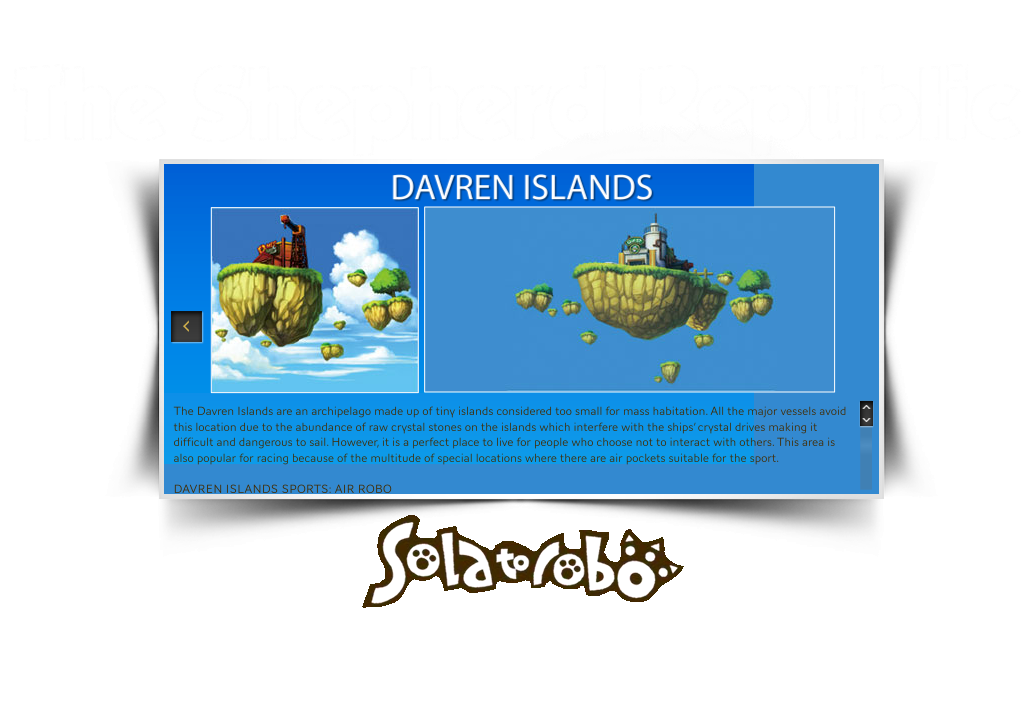 DAVREN ISLANDS
The Davren Islands are an archipelago made up of tiny islands considered too small for mass habitation. All the major vessels avoid
this location due to the abundance of raw crystal stones on the islands which interfere with the ships' crystal drives making it
difficult and dangerous to sail. However, it is a perfect place to live for people who choose not to interact with others. This area is
also popular for racing because of the multitude of special locations where there are air pockets suitable for the sport.
DAVREN ISLANDS SPORTS: AIR ROBO
Solatorobo